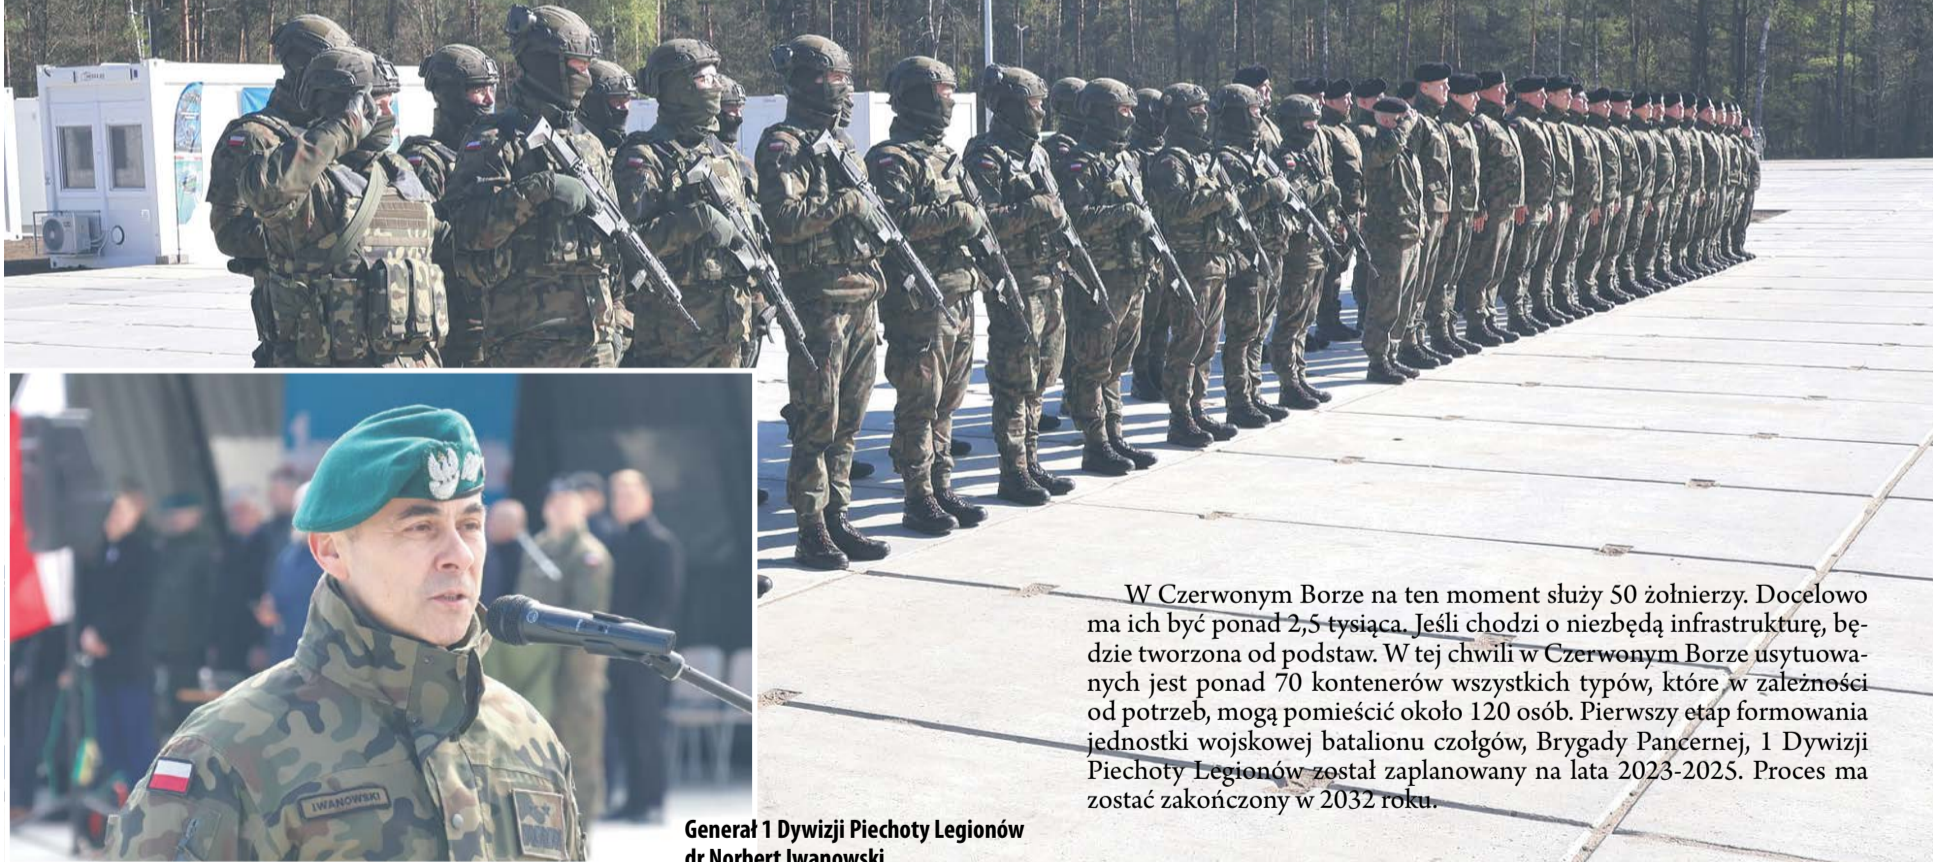 W Czerwonym Borze na ten moment służy 50 żołnierzy. Docelowo
ma ich być ponad 2,5 tysiąca. Jeśli chodzi o niezbędą infrastrukturę, bę-
dzie tworzona od podstaw. W tej chwili w Czerwonym Borze usytuowa-
nych jest ponad 70 kontenerów wszystkich typów, które w zależności
od potrzeb, mogą pomieścić około 120 osób. Pierwszy etap formowania
jednostki wojskowej batalionu czołgów, Brygady Pancernej, 1 Dywizji
Piechoty Legionów został zaplanowany na lata 2023-2025. Proces ma
zostać zakończony w 2032 roku.
IWANOWSKI
Generał 1 Dywizji Piechoty Legionów
dr Norbert Iwanowski